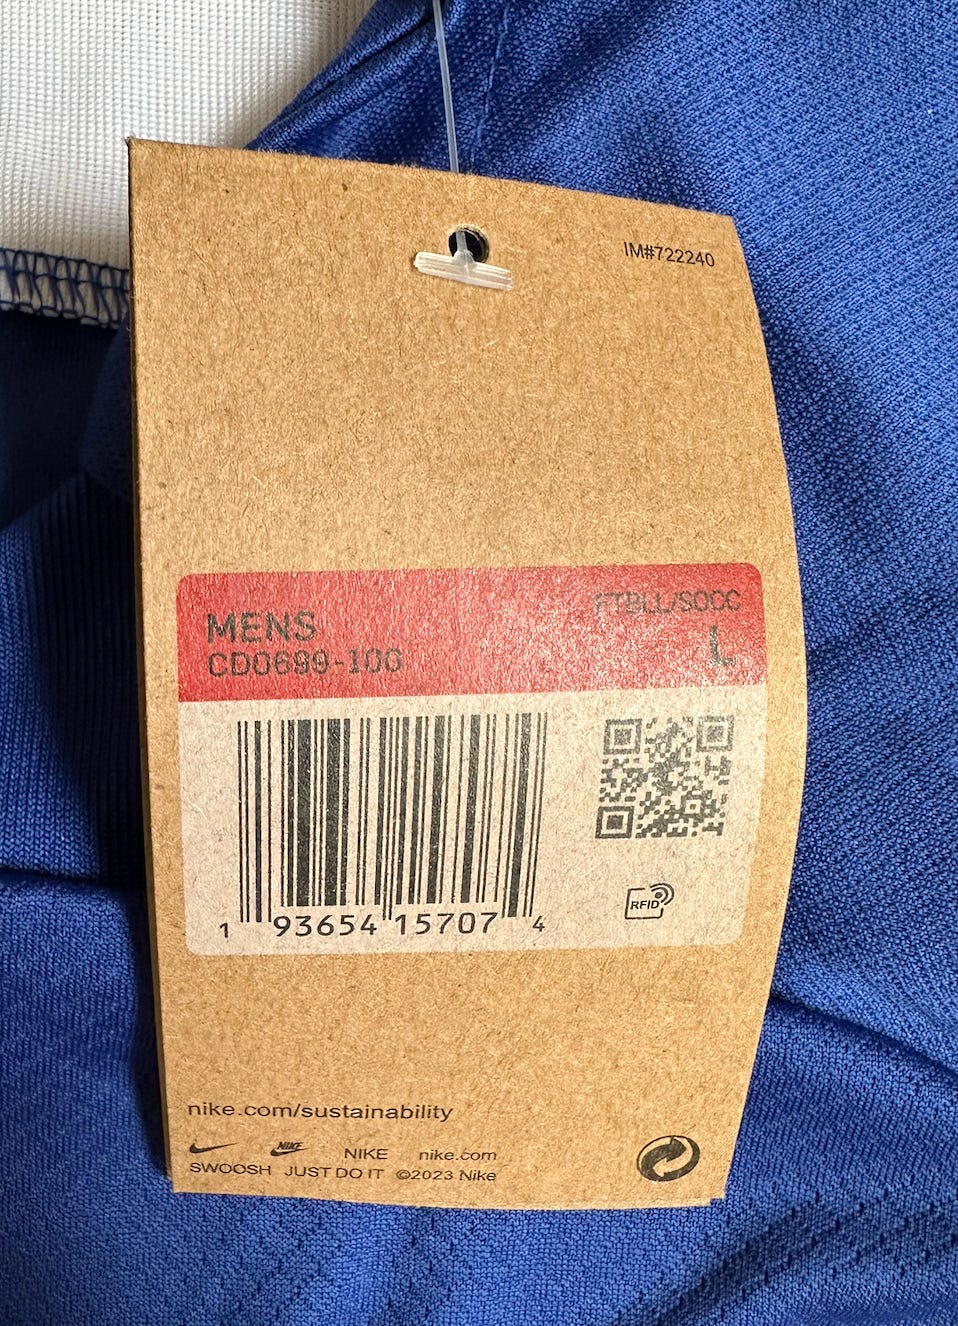 IM#722240
MENS
FTBLL/SOCC
CD0699-100
L
1 93654 15707 4
RFID
nike.com/sustainability
NIKE NIKE nike.com
SWOOSH JUST DO IT ©2023 Nike